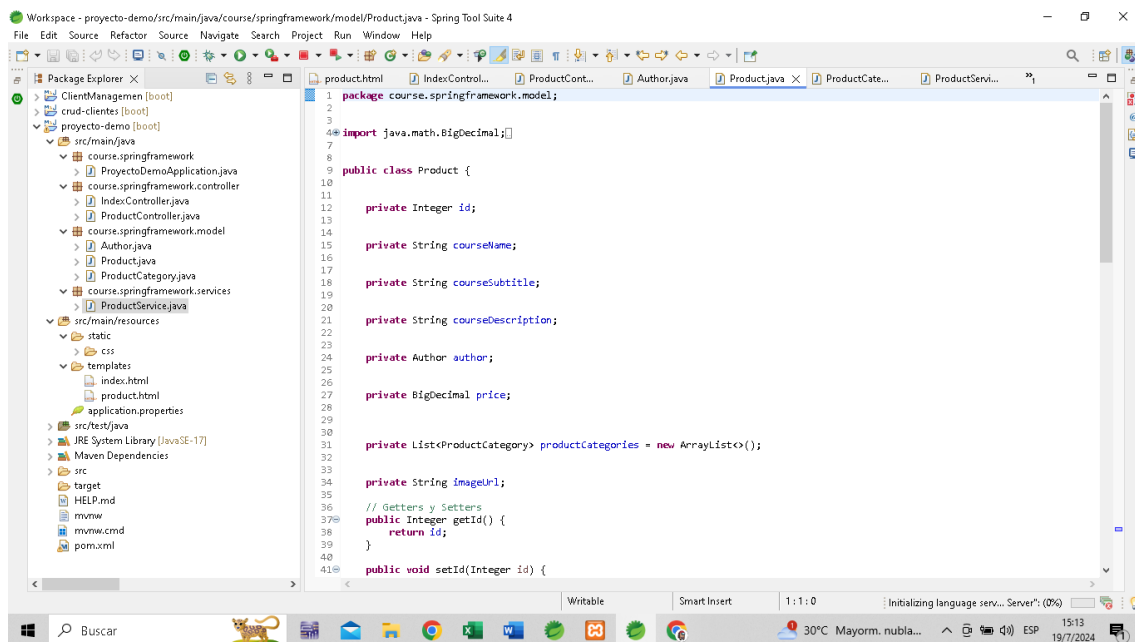 Workspace - proyecto-demo/src/main/java/course/springframework/model/Product.java - Spring Tool Suite 4
File Edit Source Refactor Source Navigate Search Project Run Window Help
Package Explorer
product.html IndexControl... ProductCont... Author.java Product.java ProductCate... ProductServi...
ClientManagemen [boot]
crud-clientes [boot]
proyecto-demo [boot]
src/main/java
course.springframework
ProyectoDemoApplication.java
course.springframework.controller
IndexController.java
ProductController.java
course.springframework.model
Author.java
Product.java
ProductCategory.java
course.springframework.services
ProductService.java
src/main/resources
static
css
templates
index.html
product.html
application.properties
src/test/java
JRE System Library [JavaSE-17]
Maven Dependencies
src
target
HELP.md
mvnw
mvnw.cmd
pom.xml
1 package course.springframework.model;
2
3
4 import java.math.BigDecimal;
7
8
9 public class Product {
10
11
12 private Integer id;
13
14
15 private String courseName;
16
17
18 private String courseSubtitle;
19
20
21 private String courseDescription;
22
23
24 private Author author;
25
26
27 private BigDecimal price;
28
29
30
31 private List<ProductCategory> productCategories = new ArrayList<>();
32
33
34 private String imageUrl;
35
36 // Getters y Setters
37 public Integer getId() {
38 return id;
39 }
40
41 public void setId(Integer id) {
Writable Smart Insert 1:1:0 Initializing language serv... Server": (0%)
Buscar 30°C Mayorm. nubla... ESP 15:13
19/7/2024